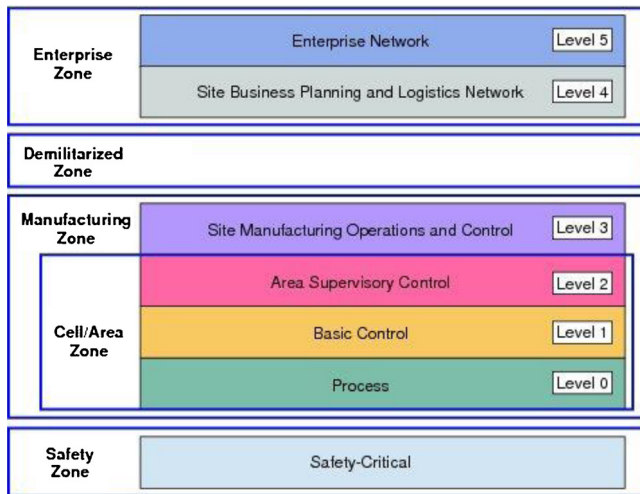 Enterprise
Zone
Enterprise Network
Level 5
Site Business Planning and Logistics Network
Level 4
Demilitarized
Zone
Manufacturing
Zone
Site Manufacturing Operations and Control
Level 3
Cell/Area
Zone
Area Supervisory Control
Level 2
Basic Control
Level 1
Process
Level 0
Safety
Zone
Safety-Critical